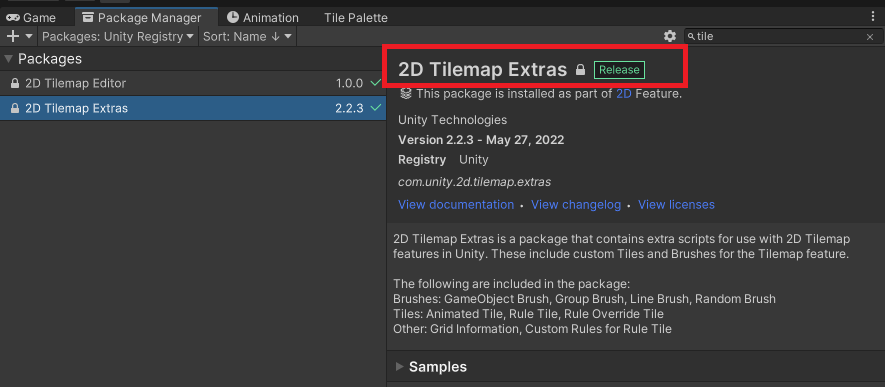 Game
Package Manager
Animation
Tile Palette
Packages: Unity Registry
Sort: Name ↓
tile
Packages
2D Tilemap Editor 1.0.0
2D Tilemap Extras 2.2.3
2D Tilemap Extras Release
This package is installed as part of 2D Feature.
Unity Technologies
Version 2.2.3 - May 27, 2022
Registry Unity
com.unity.2d.tilemap.extras
View documentation • View changelog • View licenses
2D Tilemap Extras is a package that contains extra scripts for use with 2D Tilemap
features in Unity. These include custom Tiles and Brushes for the Tilemap feature.
The following are included in the package:
Brushes: GameObject Brush, Group Brush, Line Brush, Random Brush
Tiles: Animated Tile, Rule Tile, Rule Override Tile
Other: Grid Information, Custom Rules for Rule Tile
Samples